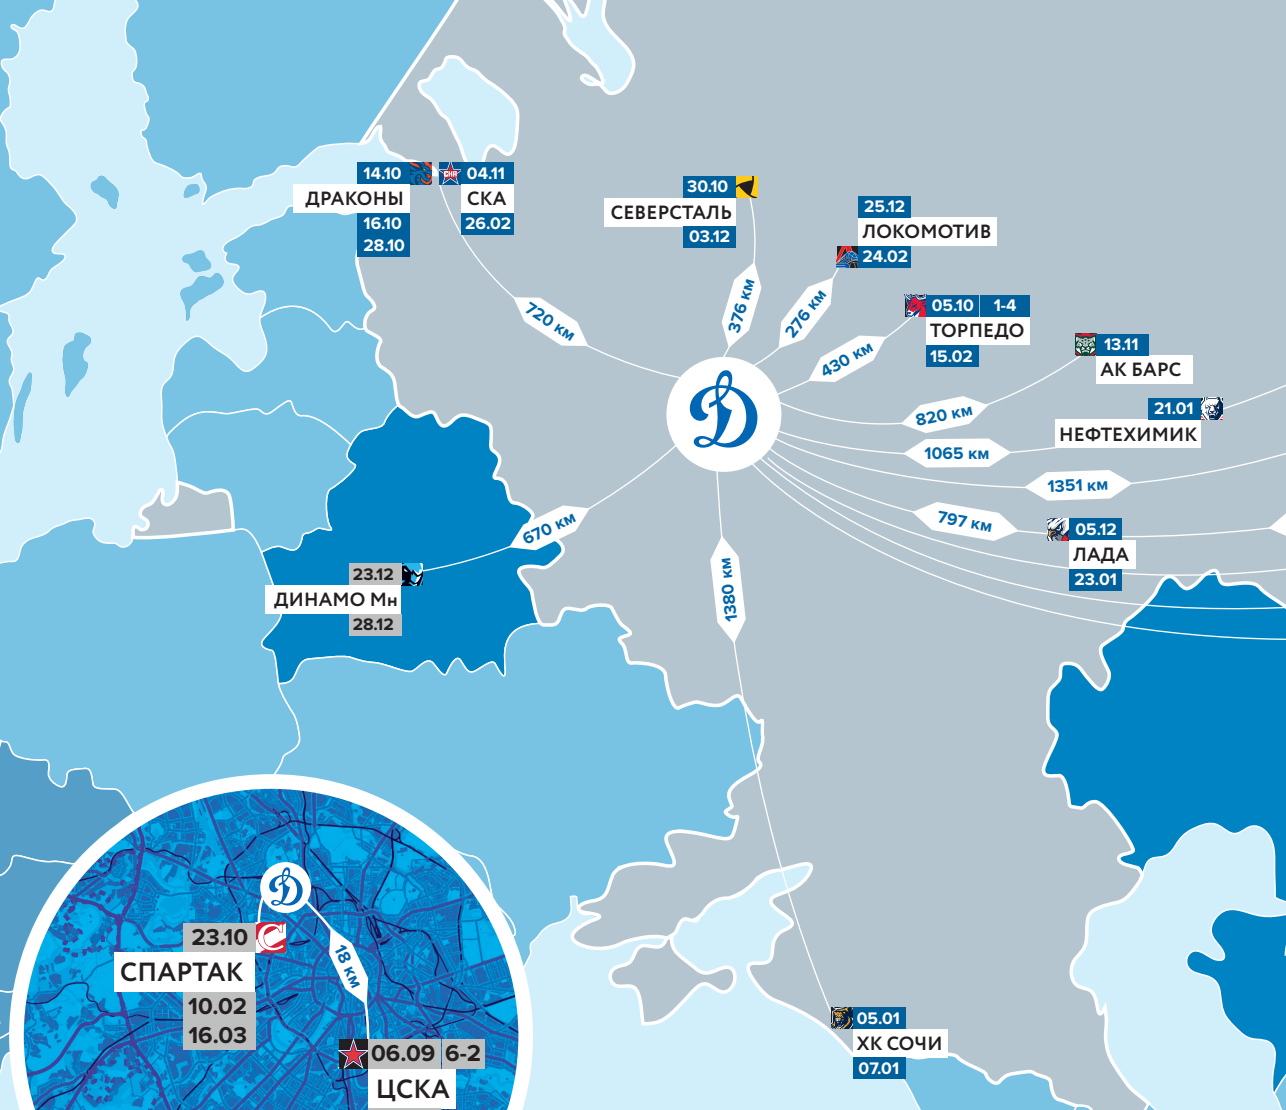 14.10
ДРАКОНЫ
16.10
28.10
04.11
СКА
26.02
30.10
СЕВЕРСТАЛЬ
03.12
25.12
ЛОКОМОТИВ
24.02
05.10 1-4
ТОРПЕДО
15.02
13.11
АК БАРС
21.01
НЕФТЕХИМИК
720 км
376 км
276 км
430 км
820 км
1065 км
1351 км
797 км
05.12
ЛАДА
23.01
670 км
1380 км
23.12
ДИНАМО Мн
28.12
23.10
СПАРТАК
10.02
16.03
18 км
06.09 6-2
ЦСКА
05.01
ХК СОЧИ
07.01